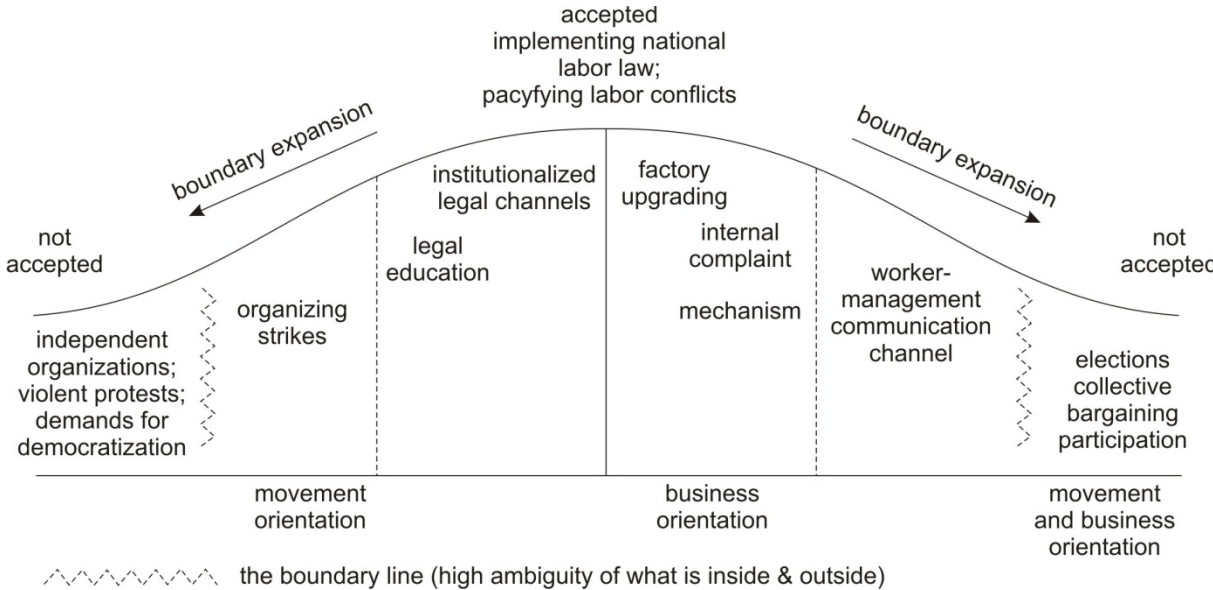 accepted
implementing national
labor law;
pacyfying labor conflicts
boundary expansion
boundary expansion
not
accepted
institutionalized
legal channels
legal
education
organizing
strikes
independent
organizations;
violent protests;
demands for
democratization
factory
upgrading
internal
complaint
mechanism
worker-
management
communication
channel
not
accepted
elections
collective
bargaining
participation
movement
orientation
business
orientation
movement
and business
orientation
the boundary line (high ambiguity of what is inside & outside)